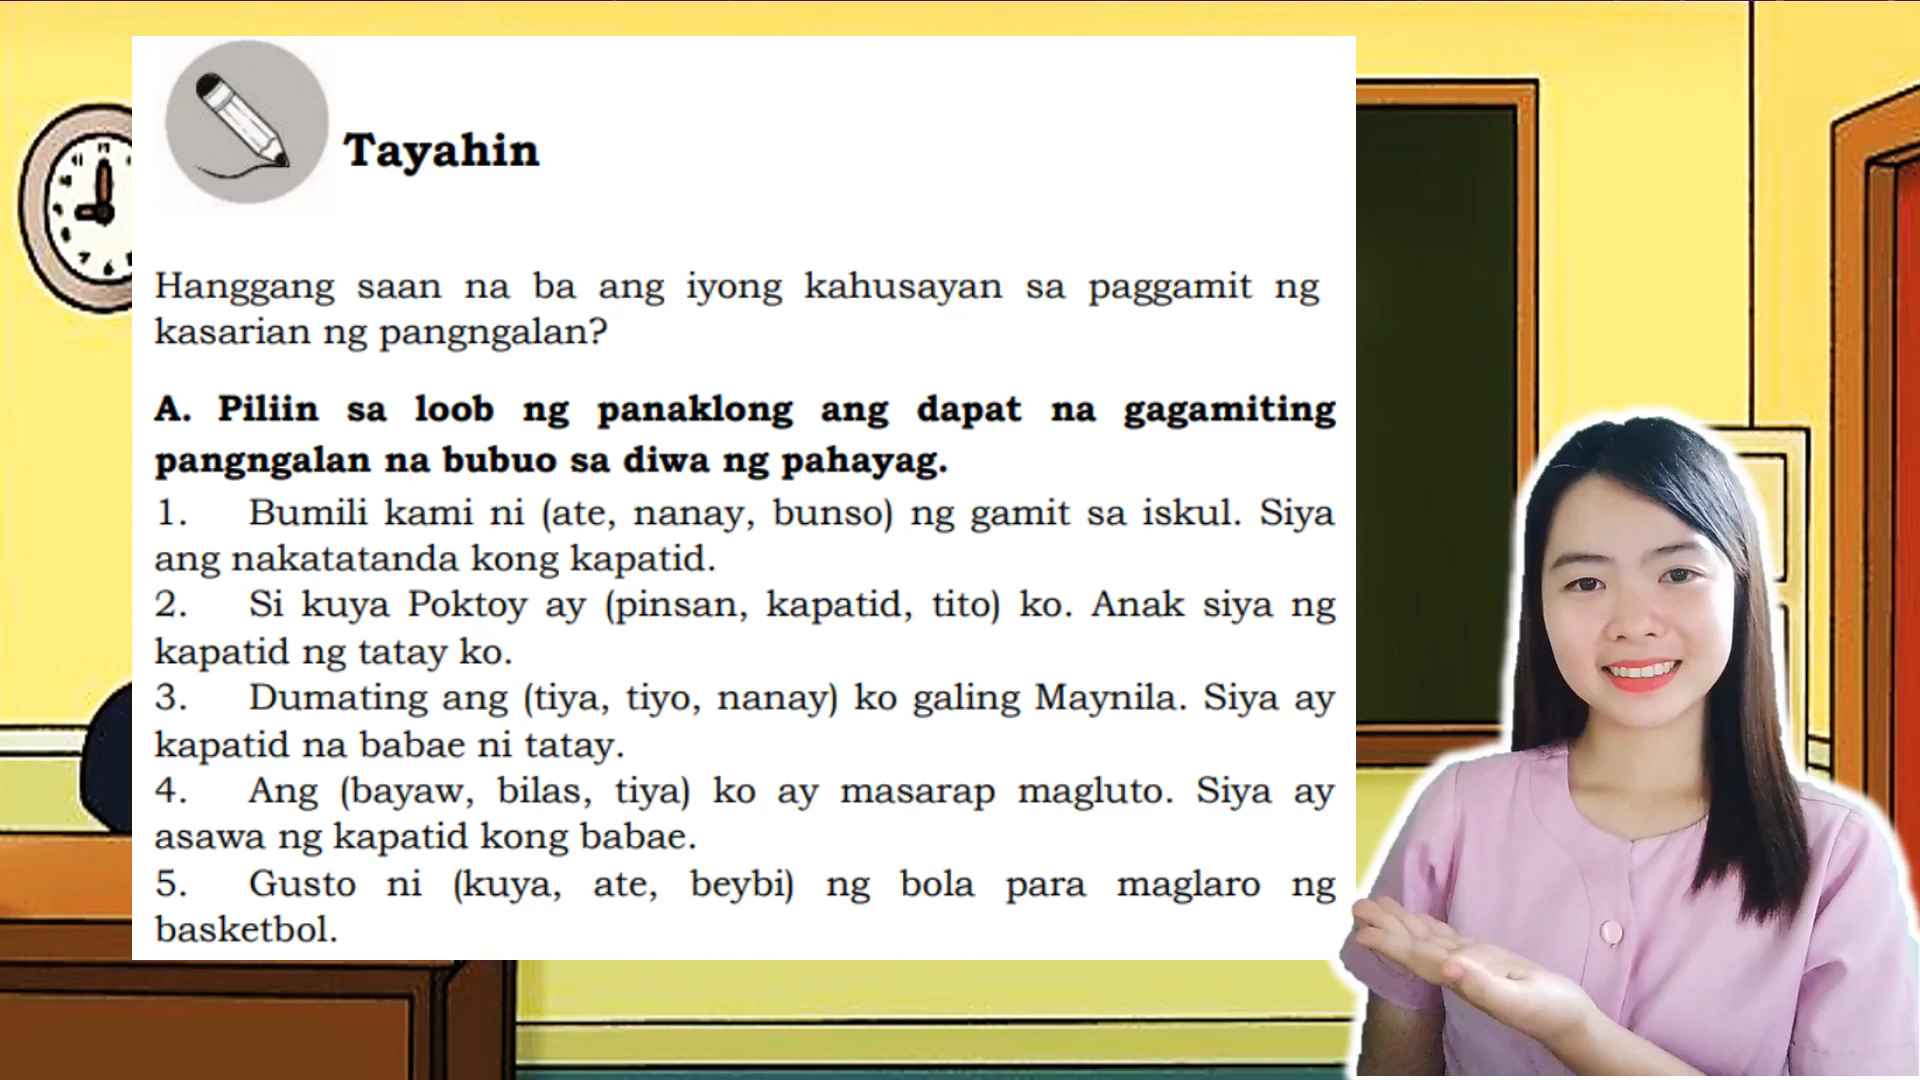 Tayahin
Hanggang saan na ba ang iyong kahusayan sa paggamit ng
kasarian ng pangngalan?
A. Piliin sa loob ng panaklong ang dapat na gagamiting
pangngalan na bubuo sa diwa ng pahayag.
1. Bumili kami ni (ate, nanay, bunso) ng gamit sa iskul. Siya
ang nakatatanda kong kapatid.
2. Si kuya Poktoy ay (pinsan, kapatid, tito) ko. Anak siya ng
kapatid ng tatay ko.
3. Dumating ang (tiya, tiyo, nanay) ko galing Maynila. Siya ay
kapatid na babae ni tatay.
4. Ang (bayaw, bilas, tiya) ko ay masarap magluto. Siya ay
asawa ng kapatid kong babae.
5. Gusto ni (kuya, ate, beybi) ng bola para maglaro ng
basketbol.